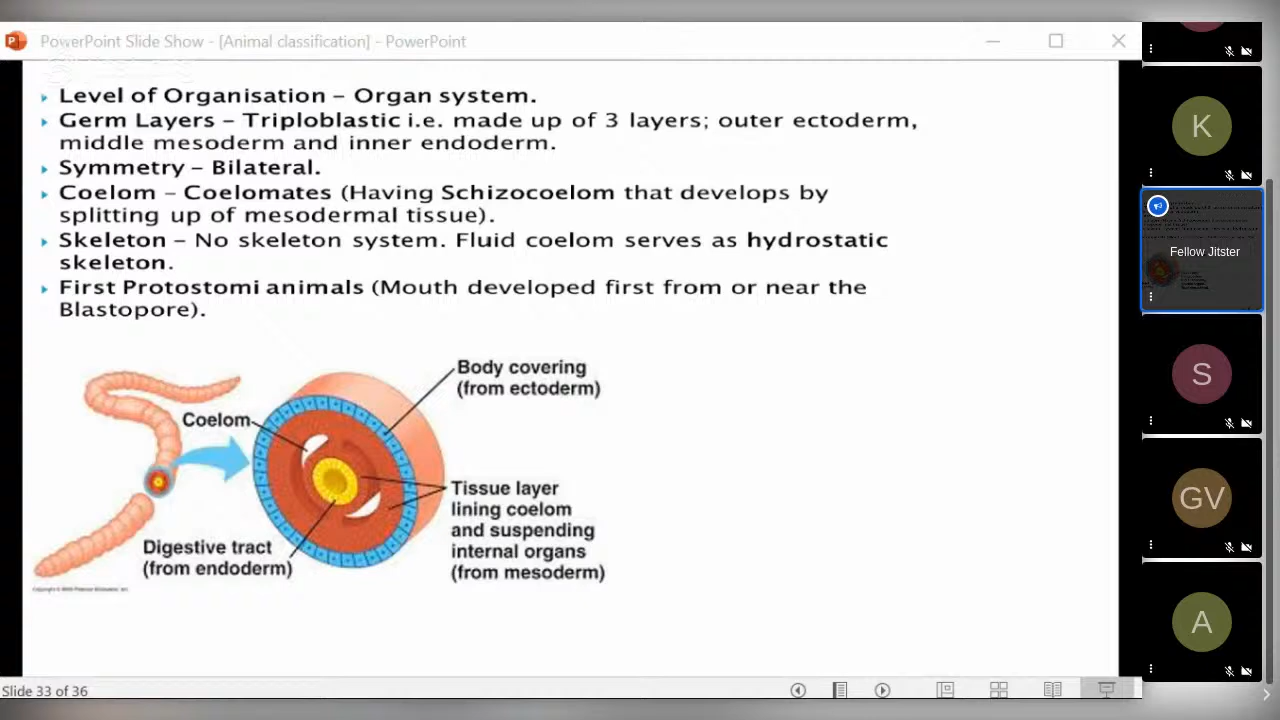 PowerPoint Slide Show - [Animal classification] - PowerPoint
Level of Organisation – Organ system.
Germ Layers – Triploblastic i.e. made up of 3 layers; outer ectoderm,
middle mesoderm and inner endoderm.
Symmetry – Bilateral.
Coelom – Coelomates (Having Schizocoelom that develops by
splitting up of mesodermal tissue).
Skeleton – No skeleton system. Fluid coelom serves as hydrostatic
skeleton.
First Protostomi animals (Mouth developed first from or near the
Blastopore).
Body covering
(from ectoderm)
Coelom
Tissue layer
lining coelom
and suspending
internal organs
(from mesoderm)
Digestive tract
(from endoderm)
Slide 33 of 36
K
Fellow Jitster
S
GV
A